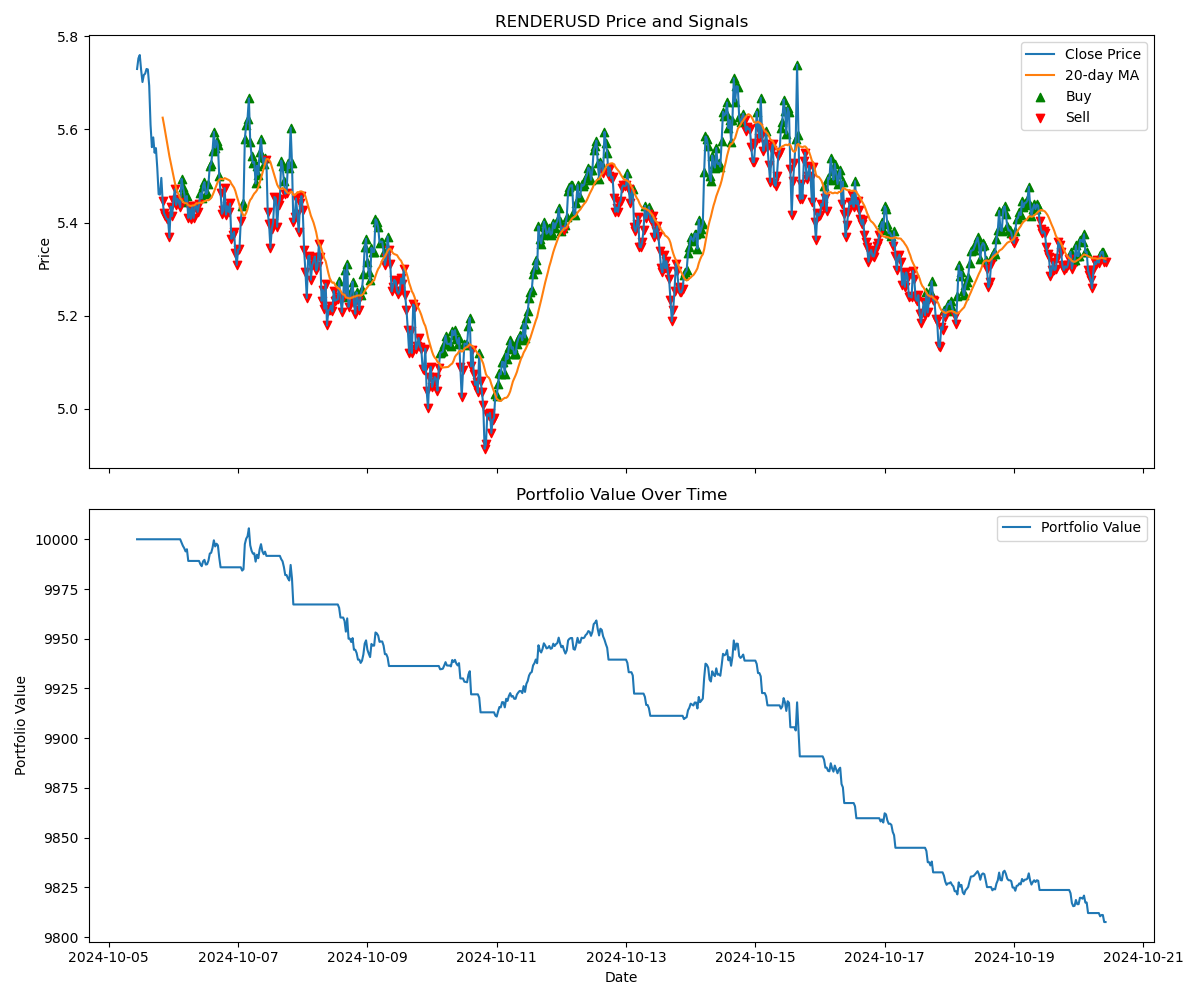 RENDERUSD Price and Signals
5.8
5.6
5.4
5.2
5.0
Price
Close Price
20-day MA
Buy
Sell
Portfolio Value Over Time
10000
9975
9950
9925
9900
9875
9850
9825
9800
Portfolio Value
Portfolio Value
2024-10-05 2024-10-07 2024-10-09 2024-10-11 2024-10-13 2024-10-15 2024-10-17 2024-10-19 2024-10-21
Date